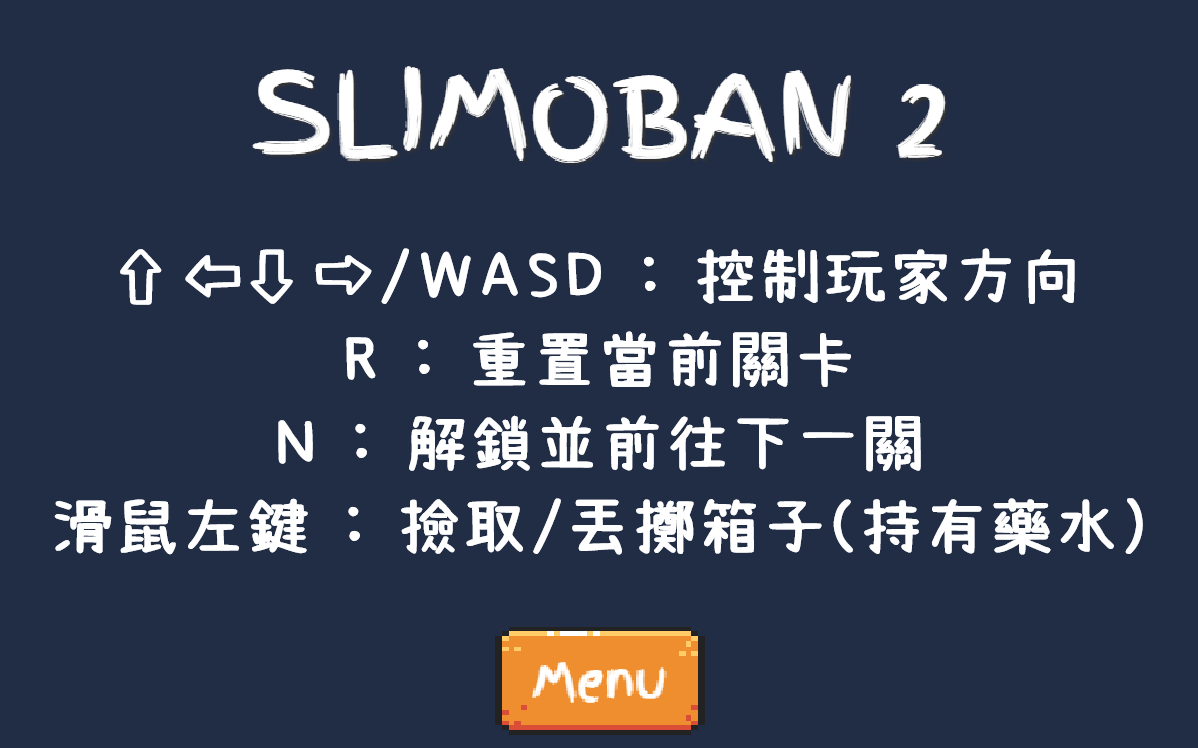 SLIMOBAN 2
⇧⇦⇩⇨/WASD：控制玩家方向
R：重置當前關卡
N：解鎖並前往下一關
滑鼠左鍵：撿取/丟擲箱子(持有藥水)
Menu